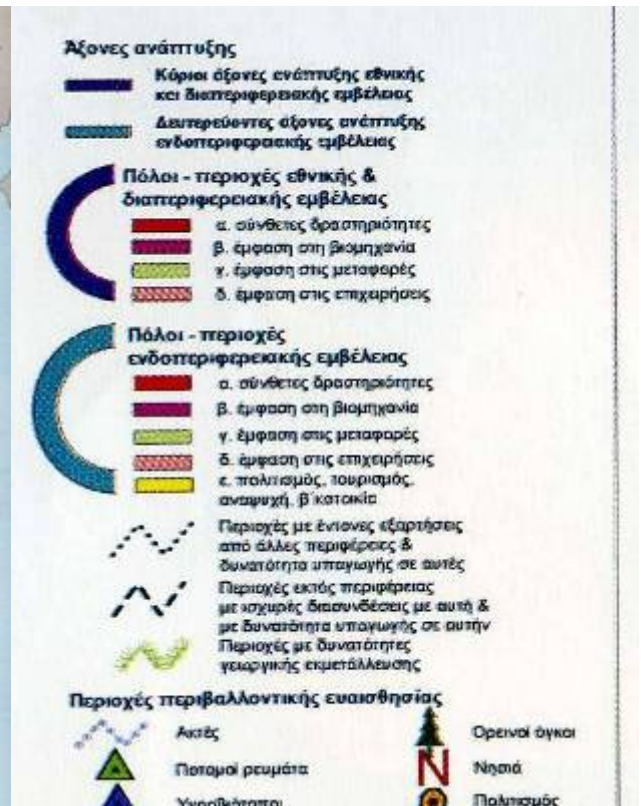 Άξονες ανάπτυξης
Κύριοι άξονες ανάπτυξης εθνικής
και διαπεριφερειακής εμβέλειας
Δευτερεύοντες άξονες ανάπτυξης
ενδοπεριφερειακής εμβέλειας
Πόλοι - περιοχές εθνικής &
διαπεριφερειακής εμβέλειας
α. σύνθετες δραστηριότητες
β. έμφαση στη βιομηχανία
γ. έμφαση στις μεταφορές
δ. έμφαση στις επιχειρήσεις
Πόλοι - περιοχές
ενδοπεριφερειακής εμβέλειας
α. σύνθετες δραστηριότητες
β. έμφαση στη βιομηχανία
γ. έμφαση στις μεταφορές
δ. έμφαση στις επιχειρήσεις
ε. πολιτισμός, τουρισμός,
αναψυχή, β΄κατοικία
Περιοχές με έντονες εξαρτήσεις
από άλλες περιφέρειες &
δυνατότητα υπαγωγής σε αυτές
Περιοχές εκτός περιφέρειας
με ισχυρές διασυνδέσεις με αυτή &
με δυνατότητα υπαγωγής σε αυτήν
Περιοχές με δυνατότητες
γεωργικής εκμετάλλευσης
Περιοχές περιβαλλοντικής ευαισθησίας
Ακτές
Ορεινοί όγκοι
Ποταμοί ρευμάτα
N Νησιά
Υγροβιότοποι
Πολιτισμός